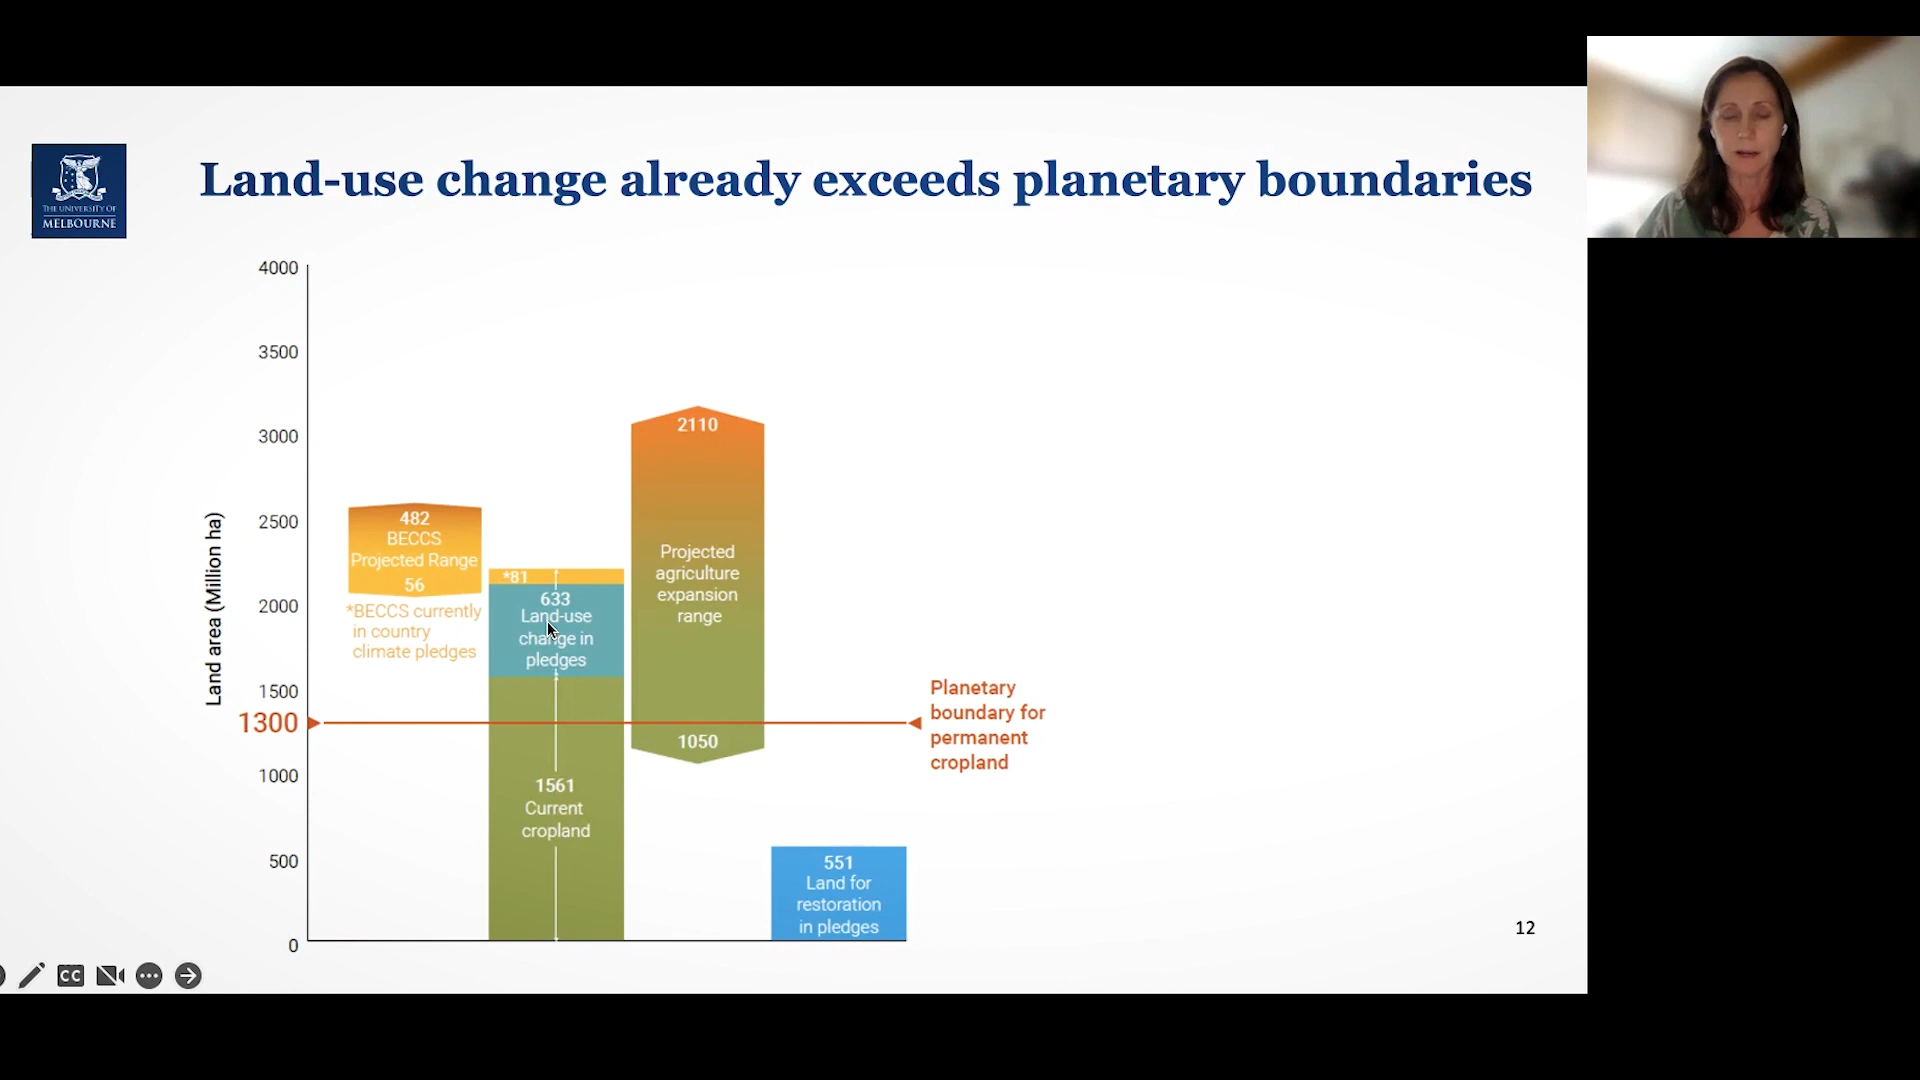 THE UNIVERSITY OF
MELBOURNE
Land-use change already exceeds planetary boundaries
Land area (Million ha)
4000
3500
3000
2500
2000
1500
1300
1000
500
0
482
BECCS
Projected Range
56
*BECCS currently
in country
climate pledges
*81
633
Land-use
change in
pledges
1561
Current
cropland
2110
Projected
agriculture
expansion
range
1050
551
Land for
restoration
in pledges
Planetary
boundary for
permanent
cropland
12
CC